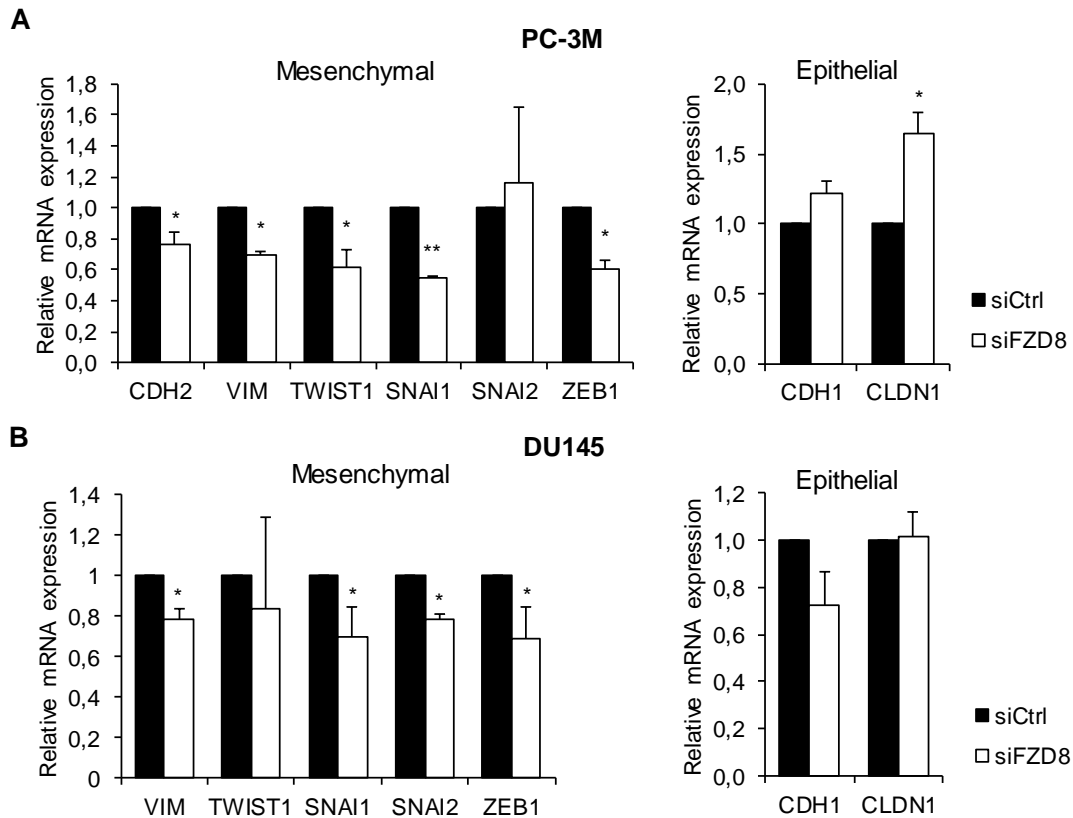 A
PC-3M
Mesenchymal
Relative mRNA expression
1,8
1,6
1,4
1,2
1,0
0,8
0,6
0,4
0,2
0,0
*
*
*
**
*
CDH2 VIM TWIST1 SNAI1 SNAI2 ZEB1
Epithelial
Relative mRNA expression
2,0
1,5
1,0
0,5
0,0
*
CDH1 CLDN1
siCtrl
siFZD8
B
DU145
Mesenchymal
Relative mRNA expression
1,4
1,2
1
0,8
0,6
0,4
0,2
0
*
*
*
*
VIM TWIST1 SNAI1 SNAI2 ZEB1
Epithelial
Relative mRNA expression
1,2
1,0
0,8
0,6
0,4
0,2
0,0
CDH1 CLDN1
siCtrl
siFZD8